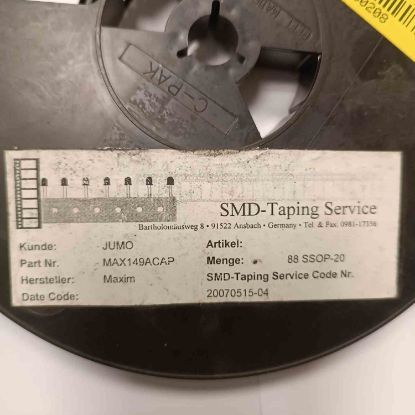 C-PAK
0208
SMD-Taping Service
Bartholomäusweg 8 • 91522 Ansbach • Germany • Tel. & Fax: 0981-17356
Kunde: JUMO Artikel:
Part Nr. MAX149ACAP Menge: 88 SSOP-20
Hersteller: Maxim SMD-Taping Service Code Nr.
Date Code: 20070515-04